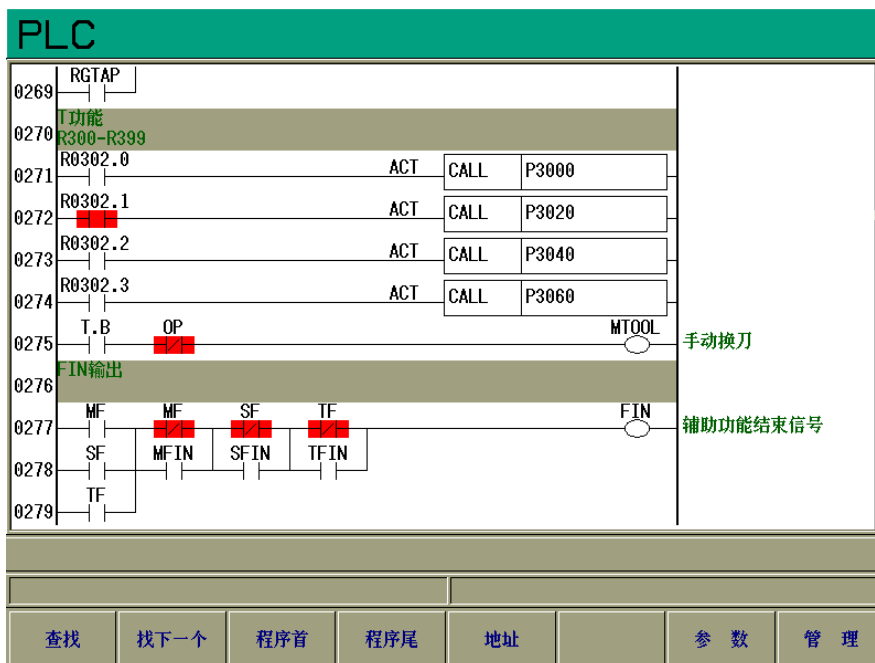 PLC
RGTAP
0269
T功能
0270 R300-R399
R0302.0
0271 ACT CALL P3000
R0302.1
0272 ACT CALL P3020
R0302.2
0273 ACT CALL P3040
R0302.3
0274 ACT CALL P3060
T.B OP MTOOL
0275 手动换刀
FIN输出
0276
MF MF SF TF FIN
0277 辅助功能结束信号
SF MFIN SFIN TFIN
0278
TF
0279
查找 找下一个 程序首 程序尾 地址 参 数 管 理